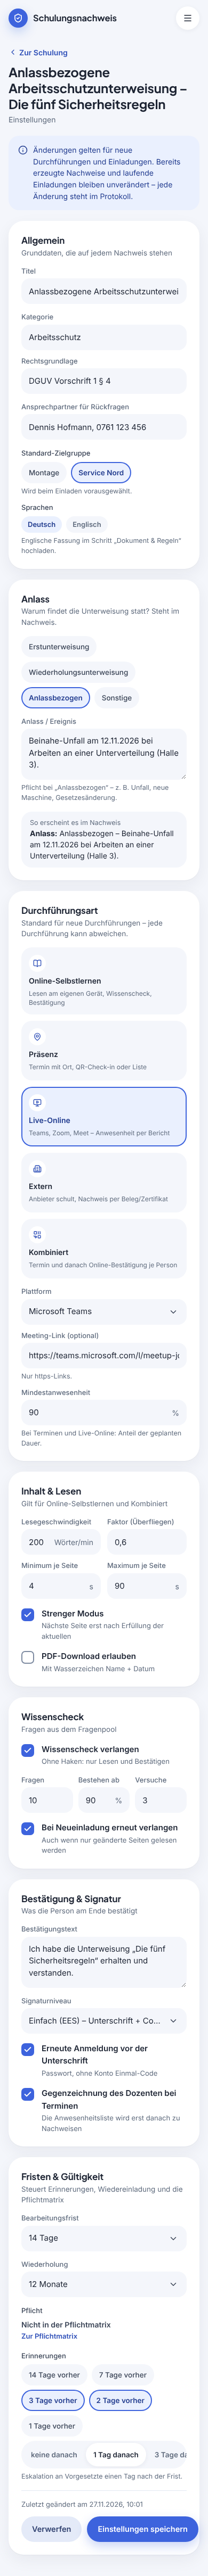 Schulungsnachweis
Zur Schulung
Anlassbezogene
Arbeitsschutzunterweisung –
Die fünf Sicherheitsregeln
Einstellungen
Änderungen gelten für neue
Durchführungen und Einladungen. Bereits
erzeugte Nachweise und laufende
Einladungen bleiben unverändert – jede
Änderung steht im Protokoll.
Allgemein
Grunddaten, die auf jedem Nachweis stehen
Titel
Anlassbezogene Arbeitsschutzunterwei
Kategorie
Arbeitsschutz
Rechtsgrundlage
DGUV Vorschrift 1 § 4
Ansprechpartner für Rückfragen
Dennis Hofmann, 0761 123 456
Standard-Zielgruppe
Montage Service Nord
Wird beim Einladen vorausgewählt.
Sprachen
Deutsch Englisch
Englische Fassung im Schritt „Dokument & Regeln“
hochladen.
Anlass
Warum findet die Unterweisung statt? Steht im
Nachweis.
Erstunterweisung
Wiederholungsunterweisung
Anlassbezogen Sonstige
Anlass / Ereignis
Beinahe-Unfall am 12.11.2026 bei
Arbeiten an einer Unterverteilung (Halle
3).
Pflicht bei „Anlassbezogen“ – z. B. Unfall, neue
Maschine, Gesetzesänderung.
So erscheint es im Nachweis
Anlass: Anlassbezogen – Beinahe-Unfall
am 12.11.2026 bei Arbeiten an einer
Unterverteilung (Halle 3).
Durchführungsart
Standard für neue Durchführungen – jede
Durchführung kann abweichen.
Online-Selbstlernen
Lesen am eigenen Gerät, Wissenscheck,
Bestätigung
Präsenz
Termin mit Ort, QR-Check-in oder Liste
Live-Online
Teams, Zoom, Meet – Anwesenheit per Bericht
Extern
Anbieter schult, Nachweis per Beleg/Zertifikat
Kombiniert
Termin und danach Online-Bestätigung je Person
Plattform
Microsoft Teams
Meeting-Link (optional)
https://teams.microsoft.com/l/meetup-jo
Nur https-Links.
Mindestanwesenheit
90 %
Bei Terminen und Live-Online: Anteil der geplanten
Dauer.
Inhalt & Lesen
Gilt für Online-Selbstlernen und Kombiniert
Lesegeschwindigkeit Faktor (Überfliegen)
200 Wörter/min 0,6
Minimum je Seite Maximum je Seite
4 s 90 s
Strenger Modus
Nächste Seite erst nach Erfüllung der
aktuellen
PDF-Download erlauben
Mit Wasserzeichen Name + Datum
Wissenscheck
Fragen aus dem Fragenpool
Wissenscheck verlangen
Ohne Haken: nur Lesen und Bestätigen
Fragen Bestehen ab Versuche
10 90 % 3
Bei Neueinladung erneut verlangen
Auch wenn nur geänderte Seiten gelesen
werden
Bestätigung & Signatur
Was die Person am Ende bestätigt
Bestätigungstext
Ich habe die Unterweisung „Die fünf
Sicherheitsregeln“ erhalten und
verstanden.
Signaturniveau
Einfach (EES) – Unterschrift + Co...
Erneute Anmeldung vor der
Unterschrift
Passwort, ohne Konto Einmal-Code
Gegenzeichnung des Dozenten bei
Terminen
Die Anwesenheitsliste wird erst danach zu
Nachweisen
Fristen & Gültigkeit
Steuert Erinnerungen, Wiedereinladung und die
Pflichtmatrix
Bearbeitungsfrist
14 Tage
Wiederholung
12 Monate
Pflicht
Nicht in der Pflichtmatrix
Zur Pflichtmatrix
Erinnerungen
14 Tage vorher 7 Tage vorher
3 Tage vorher 2 Tage vorher
1 Tag vorher
keine danach 1 Tag danach 3 Tage da
Eskalation an Vorgesetzte einen Tag nach der Frist.
Zuletzt geändert am 27.11.2026, 10:01
Verwerfen Einstellungen speichern